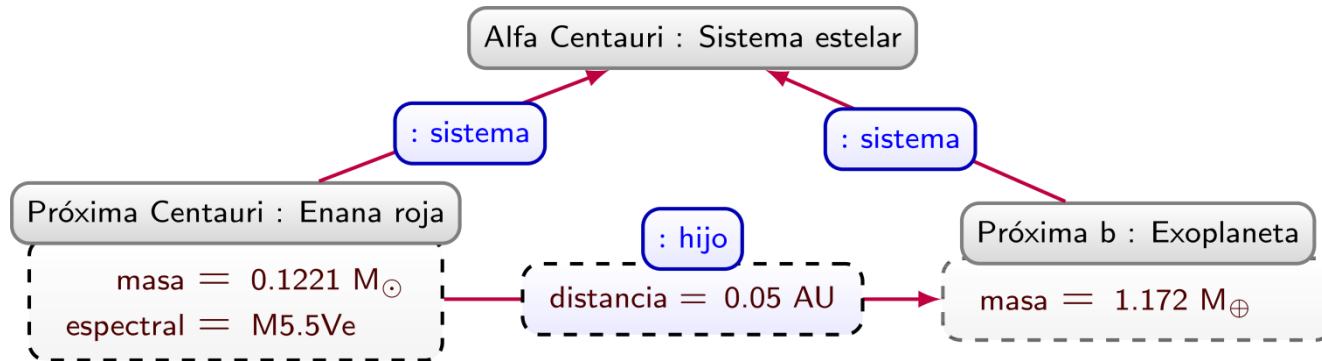 Alfa Centauri : Sistema estelar
: sistema
: sistema
Próxima Centauri : Enana roja
masa = 0.1221 M☉
espectral = M5.5Ve
: hijo
distancia = 0.05 AU
Próxima b : Exoplaneta
masa = 1.172 M⊕